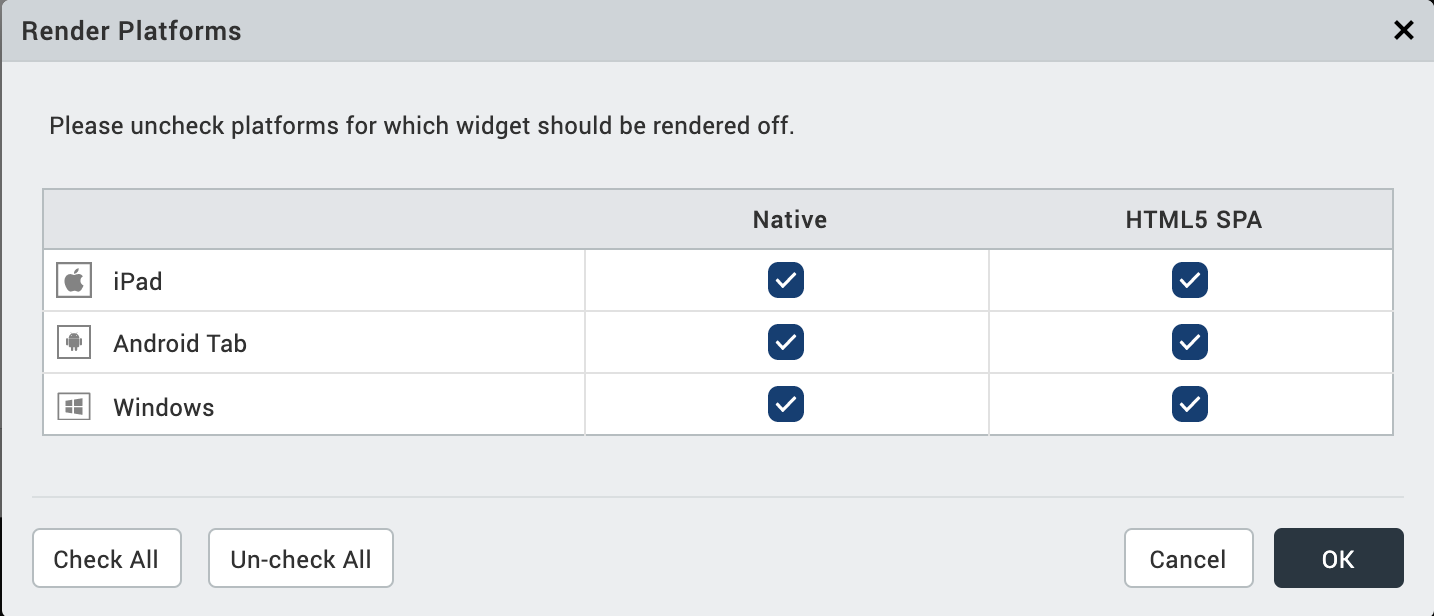 Render Platforms
Please uncheck platforms for which widget should be rendered off.
Native HTML5 SPA
iPad
Android Tab
Windows
Check All Un-check All Cancel OK